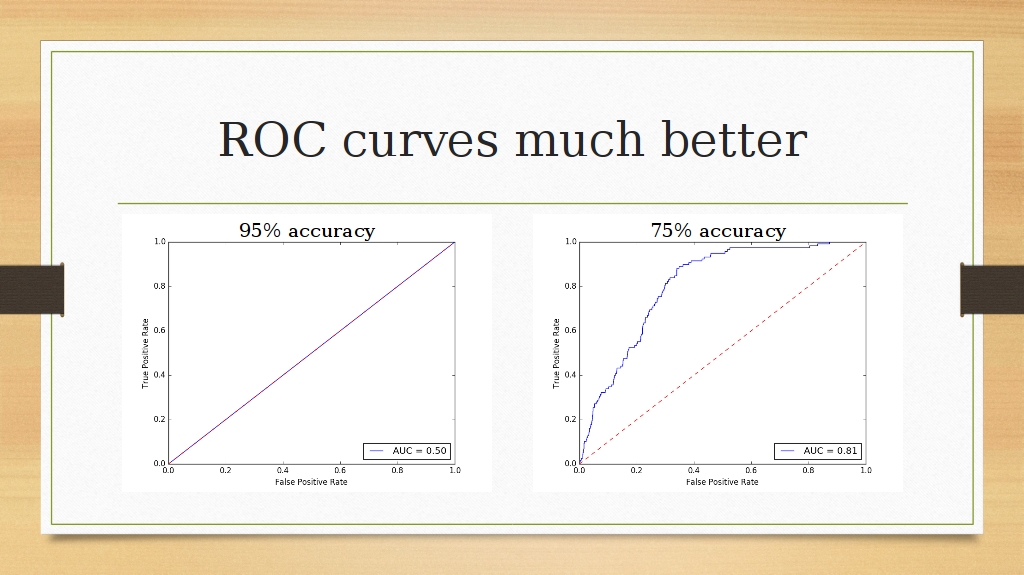 ROC curves much better
95% accuracy
1.0
0.8
0.6
0.4
0.2
0.0
True Positive Rate
0.0 0.2 0.4 0.6 0.8 1.0
False Positive Rate
AUC = 0.50
75% accuracy
1.0
0.8
0.6
0.4
0.2
0.0
True Positive Rate
0.0 0.2 0.4 0.6 0.8 1.0
False Positive Rate
AUC = 0.81